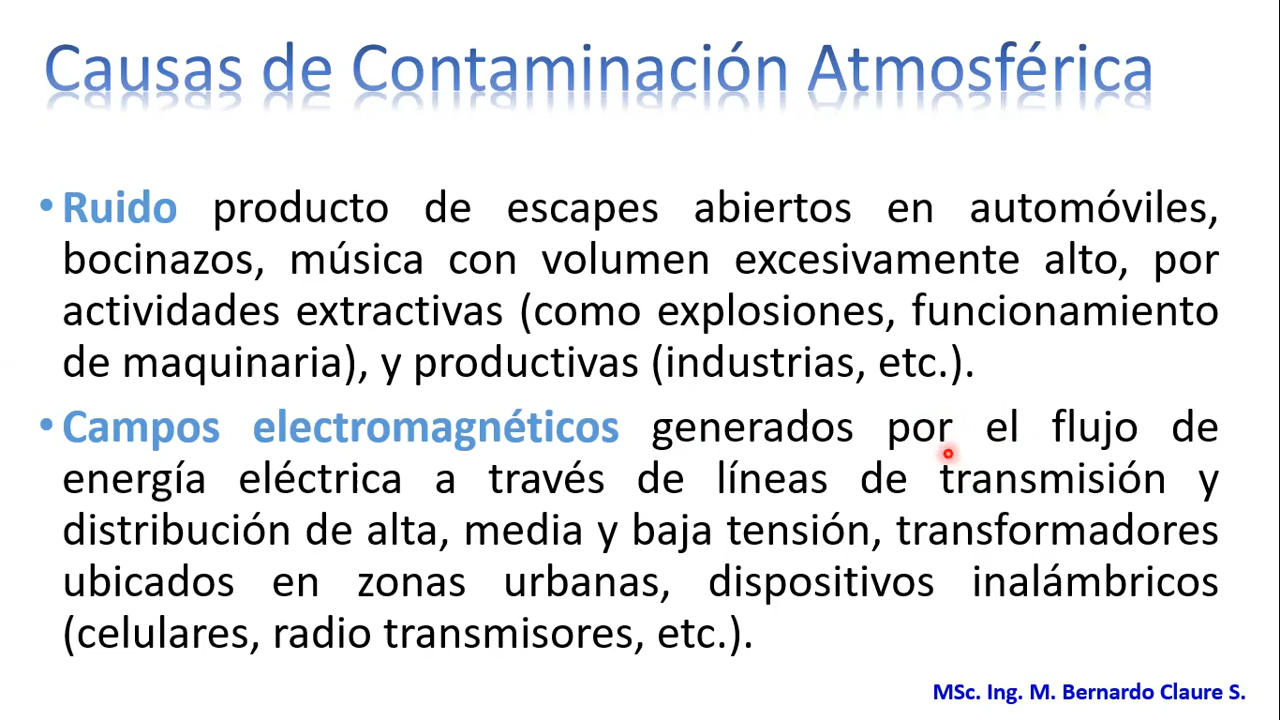 Causas de Contaminación Atmosférica
• Ruido producto de escapes abiertos en automóviles,
bocinazos, música con volumen excesivamente alto, por
actividades extractivas (como explosiones, funcionamiento
de maquinaria), y productivas (industrias, etc.).
• Campos electromagnéticos generados por el flujo de
energía eléctrica a través de líneas de transmisión y
distribución de alta, media y baja tensión, transformadores
ubicados en zonas urbanas, dispositivos inalámbricos
(celulares, radio transmisores, etc.).
MSc. Ing. M. Bernardo Claure S.